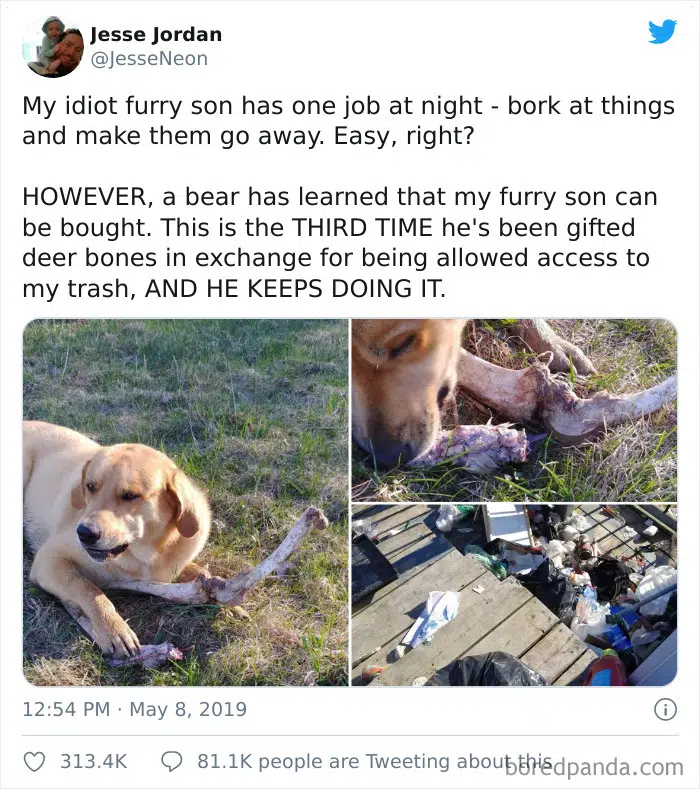 Jesse Jordan
@JesseNeon
My idiot furry son has one job at night - bork at things
and make them go away. Easy, right?
HOWEVER, a bear has learned that my furry son can
be bought. This is the THIRD TIME he's been gifted
deer bones in exchange for being allowed access to
my trash, AND HE KEEPS DOING IT.
12:54 PM · May 8, 2019
313.4K 81.1K people are Tweeting about this
boredpanda.com